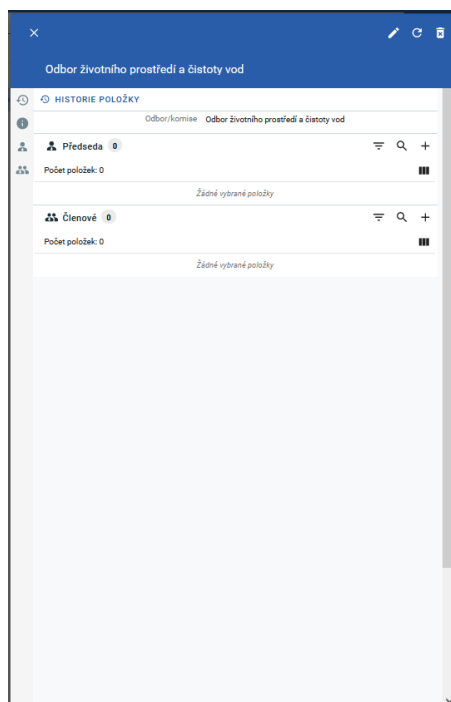 Odbor životního prostředí a čistoty vod
HISTORIE POLOŽKY
Odbor/komise Odbor životního prostředí a čistoty vod
Předseda 0
Počet položek: 0
Žádné vybrané položky
Členové 0
Počet položek: 0
Žádné vybrané položky